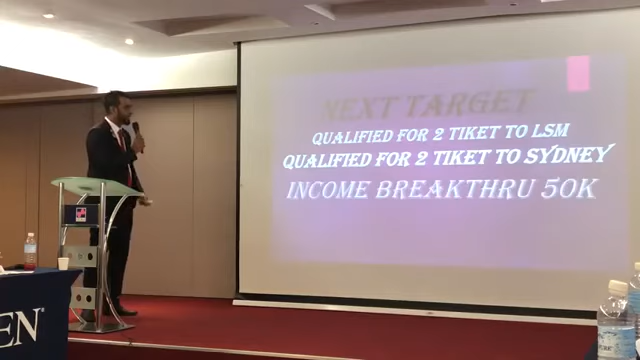 NEXT TARGET
QUALIFIED FOR 2 TIKET TO LSM
QUALIFIED FOR 2 TIKET TO SYDNEY
INCOME BREAKTHRU 50K
EN